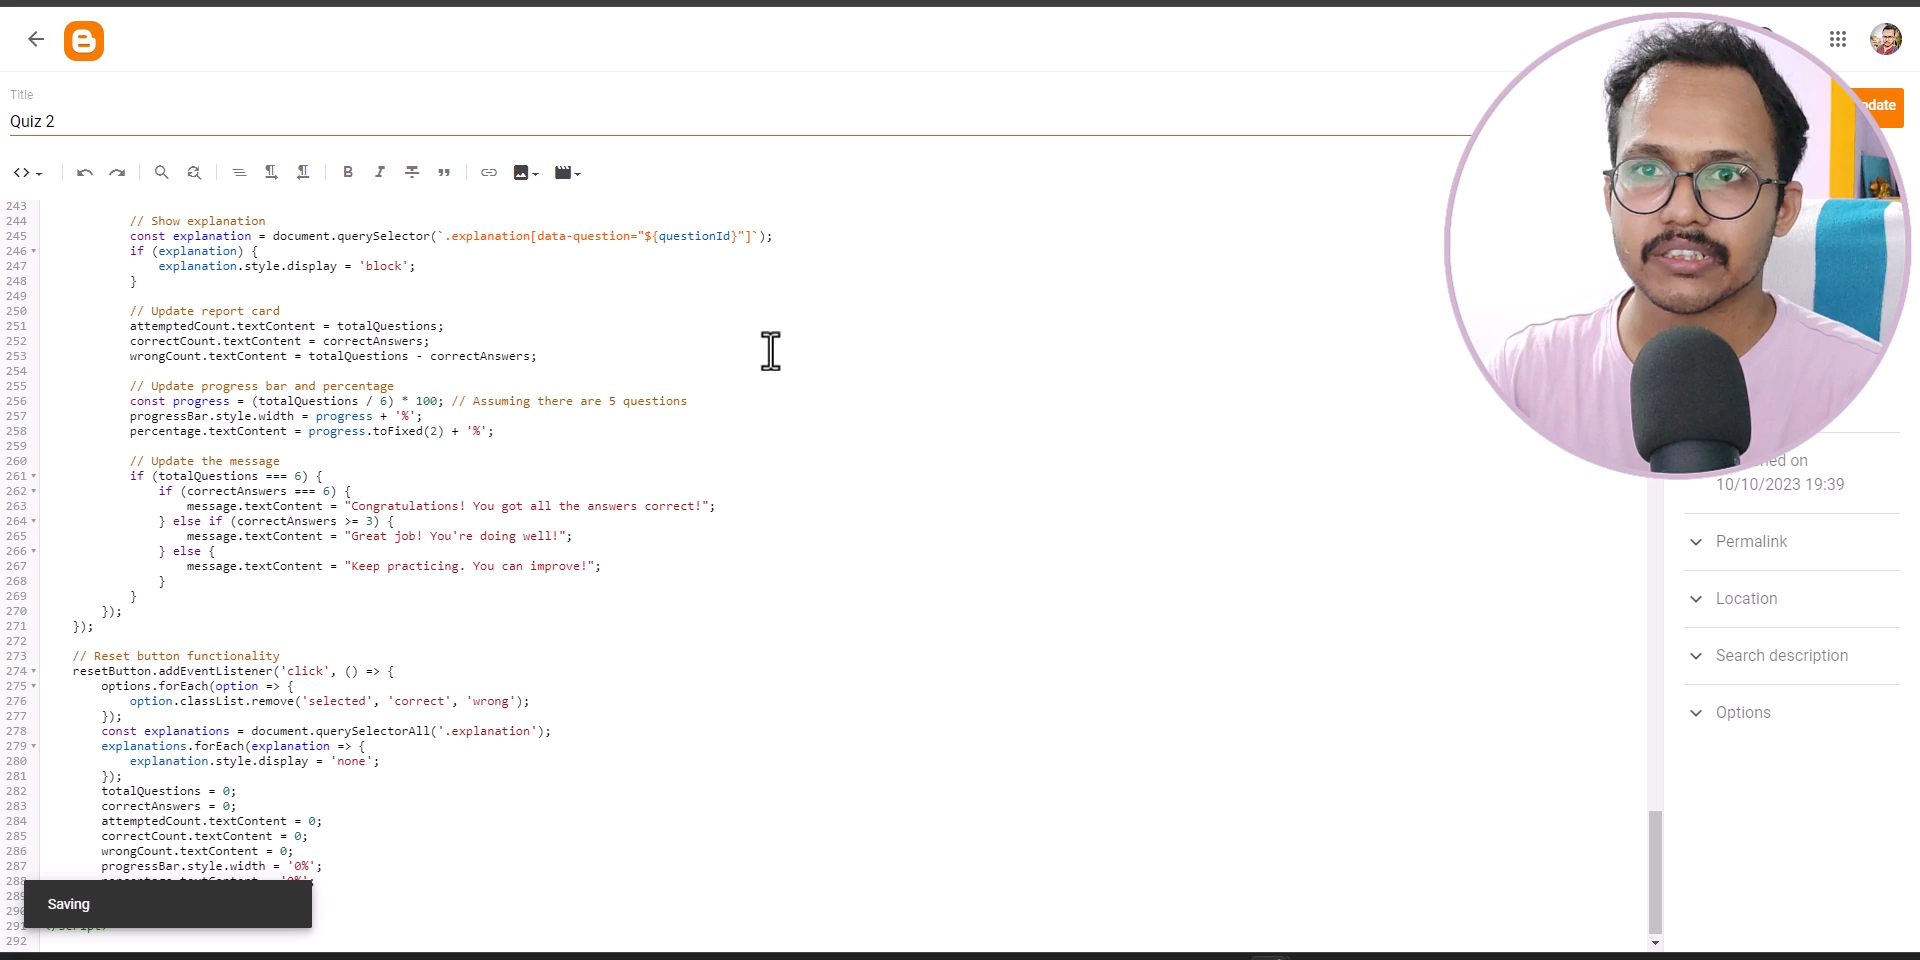 Title
Quiz 2
243
244 // Show explanation
245 const explanation = document.querySelector(`.explanation[data-question="${questionId}"]`);
246 if (explanation) {
247 explanation.style.display = 'block';
248 }
249
250 // Update report card
251 attemptedCount.textContent = totalQuestions;
252 correctCount.textContent = correctAnswers;
253 wrongCount.textContent = totalQuestions - correctAnswers;
254
255 // Update progress bar and percentage
256 const progress = (totalQuestions / 6) * 100; // Assuming there are 5 questions
257 progressBar.style.width = progress + '%';
258 percentage.textContent = progress.toFixed(2) + '%';
259
260 // Update the message
261 if (totalQuestions === 6) {
262 if (correctAnswers === 6) {
263 message.textContent = "Congratulations! You got all the answers correct!";
264 } else if (correctAnswers >= 3) {
265 message.textContent = "Great job! You're doing well!";
266 } else {
267 message.textContent = "Keep practicing. You can improve!";
268 }
269 }
270 });
271 });
272
273 // Reset button functionality
274 resetButton.addEventListener('click', () => {
275 options.forEach(option => {
276 option.classList.remove('selected', 'correct', 'wrong');
277 });
278 const explanations = document.querySelectorAll('.explanation');
279 explanations.forEach(explanation => {
280 explanation.style.display = 'none';
281 });
282 totalQuestions = 0;
283 correctAnswers = 0;
284 attemptedCount.textContent = 0;
285 correctCount.textContent = 0;
286 wrongCount.textContent = 0;
287 progressBar.style.width = '0%';
292
Saving
date
ed on
10/10/2023 19:39
Permalink
Location
Search description
Options